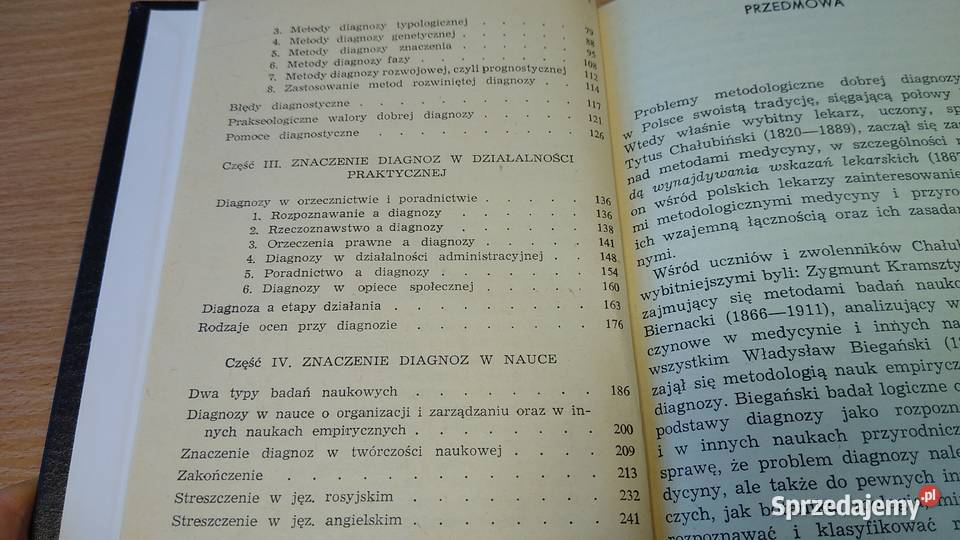 3. Metody diagnozy typologicznej . . . . . 79
4. Metody diagnozy genetycznej . . . . . . 88
5. Metody diagnozy znaczenia . . . . . . 95
6. Metody diagnozy fazy . . . . . . . 108
7. Metody diagnozy rozwojowej, czyli prognostycznej 112
8. Zastosowanie metod rozwiniętej diagnozy . . 114
Błędy diagnostyczne . . . . . . . . . 117
Prakseologiczne walory dobrej diagnozy . . . . . 121
Pomoce diagnostyczne . . . . . . . . . 126
Część III. ZNACZENIE DIAGNOZ W DZIAŁALNOŚCI
PRAKTYCZNEJ
Diagnozy w orzecznictwie i poradnictwie . . . . . 136
1. Rozpoznawanie a diagnozy . . . . . . 136
2. Rzeczoznawstwo a diagnozy . . . . . . 138
3. Orzeczenia prawne a diagnozy . . . . . 141
4. Diagnozy w działalności administracyjnej . . 148
5. Poradnictwo a diagnozy . . . . . . 154
6. Diagnozy w opiece społecznej . . . . . 160
Diagnoza a etapy działania . . . . . . . . 163
Rodzaje ocen przy diagnozie . . . . . . . 176
Część IV. ZNACZENIE DIAGNOZ W NAUCE
Dwa typy badań naukowych . . . . . . . 186
Diagnozy w nauce o organizacji i zarządzaniu oraz w in-
nych naukach empirycznych . . . . . . . 200
Znaczenie diagnoz w twórczości naukowej . . . . 209
Zakończenie . . . . . . . . . . . 213
Streszczenie w jęz. rosyjskim . . . . . . . 232
Streszczenie w jęz. angielskim . . . . . . . 241
PRZEDMOWA
Problemy metodologiczne dobrej diagnozy
w Polsce swoistą tradycję, sięgającą połowy
Wtedy właśnie wybitny lekarz, uczony,
Tytus Chałubiński (1820—1889), zaczął się
nad metodami medycyny, w szczególności
wynajdywania wskazań lekarskich
on wśród polskich lekarzy zainteresowanie
mi metodologicznymi medycyny i
ich wzajemną łącznością oraz ich
nymi.
Wśród uczniów i zwolenników
wybitniejszymi byli: Zygmunt
zajmujący się metodami badań
Biernacki (1866—1911), analizujący
czynowe w medycynie i innych
wszystkim Władysław Biegański
zajął się metodologią nauk
diagnozy. Biegański badał logiczne
podstawy diagnozy jako
i w innych naukach
sprawę, że problem diagnozy
dycyny, ale także do pewnych
czych, jak
rozpoznawać i klasyfikować
Sprzedajemy.pl